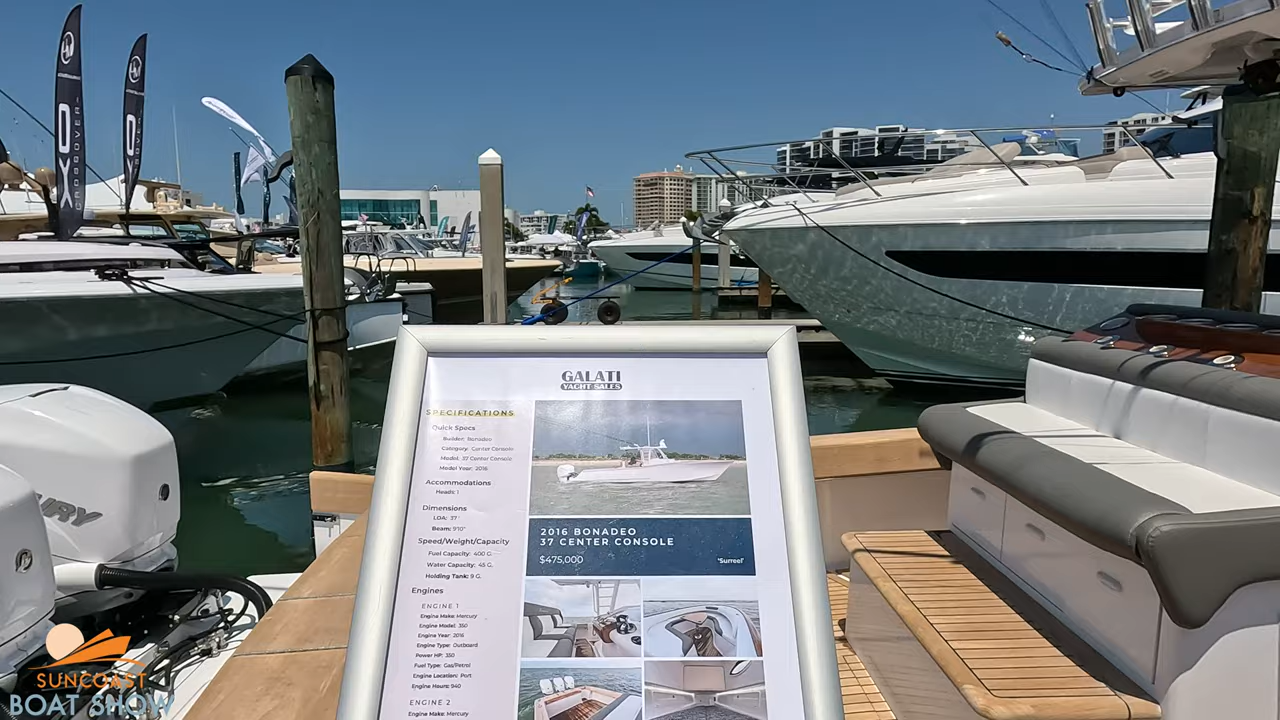 OX
OX
GALATI
YACHT SALES
SPECIFICATIONS
Quick Specs
Builder: Bonadeo
Category: Center Console
Model: 37 Center Console
Model Year: 2016
Accommodations
Heads: 1
Dimensions
LOA: 37'
Beam: 9'10"
Speed/Weight/Capacity
Fuel Capacity: 400 G.
Water Capacity: 45 G.
Holding Tank: 9 G.
Engines
ENGINE 1
Engine Make: Mercury
Engine Model: 350
Engine Year: 2016
Engine Type: Outboard
Power HP: 350
Fuel Type: Gas/Petrol
Engine Location: Port
Engine Hours: 940
ENGINE 2
Engine Make: Mercury
2016 BONADEO
37 CENTER CONSOLE
$475,000
'Surreel'
URY
SUNCOAST
BOAT SHOW